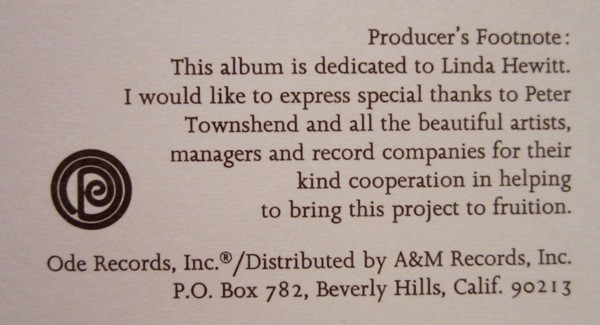 Producer's Footnote:
This album is dedicated to Linda Hewitt.
I would like to express special thanks to Peter
Townshend and all the beautiful artists,
managers and record companies for their
kind cooperation in helping
to bring this project to fruition.
Ode Records, Inc.®/Distributed by A&M Records, Inc.
P.O. Box 782, Beverly Hills, Calif. 90213